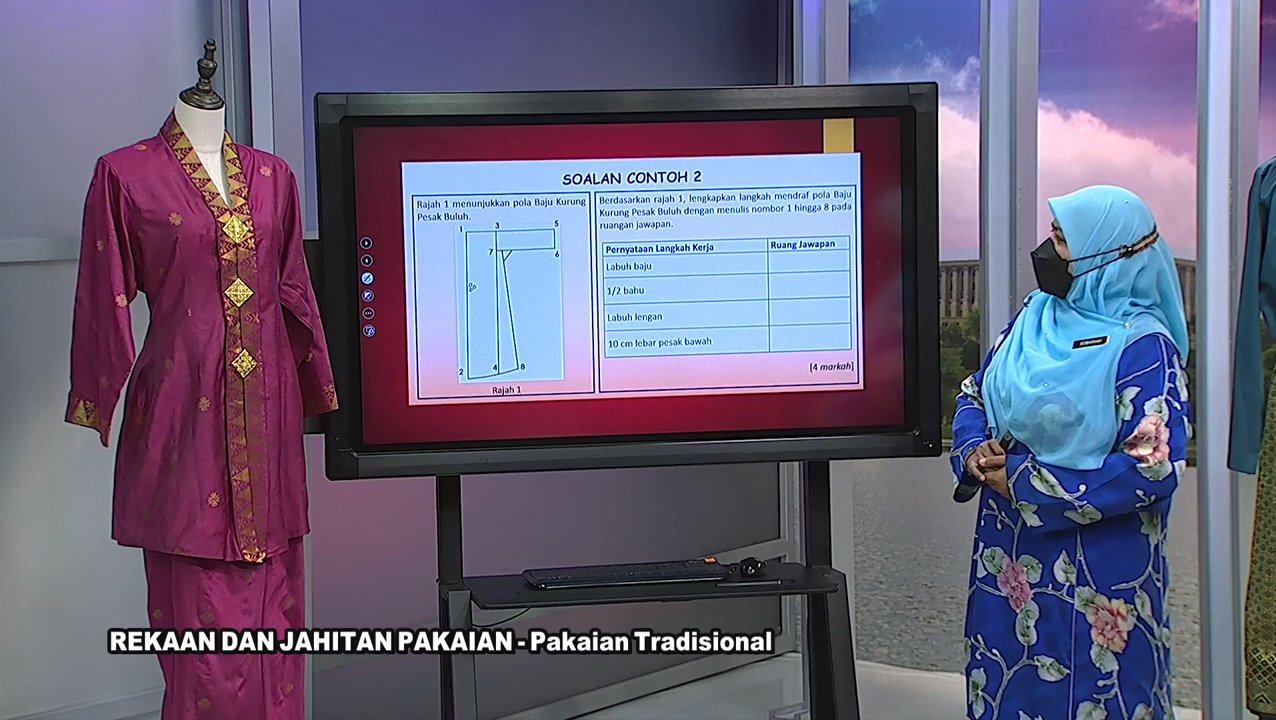 SOALAN CONTOH 2
Rajah 1 menunjukkan pola Baju Kurung
Pesak Buluh.
1 3 5
7 6
2 4 8
Rajah 1
Berdasarkan rajah 1, lengkapkan langkah mendraf pola Baju
Kurung Pesak Buluh dengan menulis nombor 1 hingga 8 pada
ruangan jawapan.
Pernyataan Langkah Kerja Ruang Jawapan
Labuh baju
1/2 bahu
Labuh lengan
10 cm lebar pesak bawah
[4 markah]
REKAAN DAN JAHITAN PAKAIAN - Pakaian Tradisional